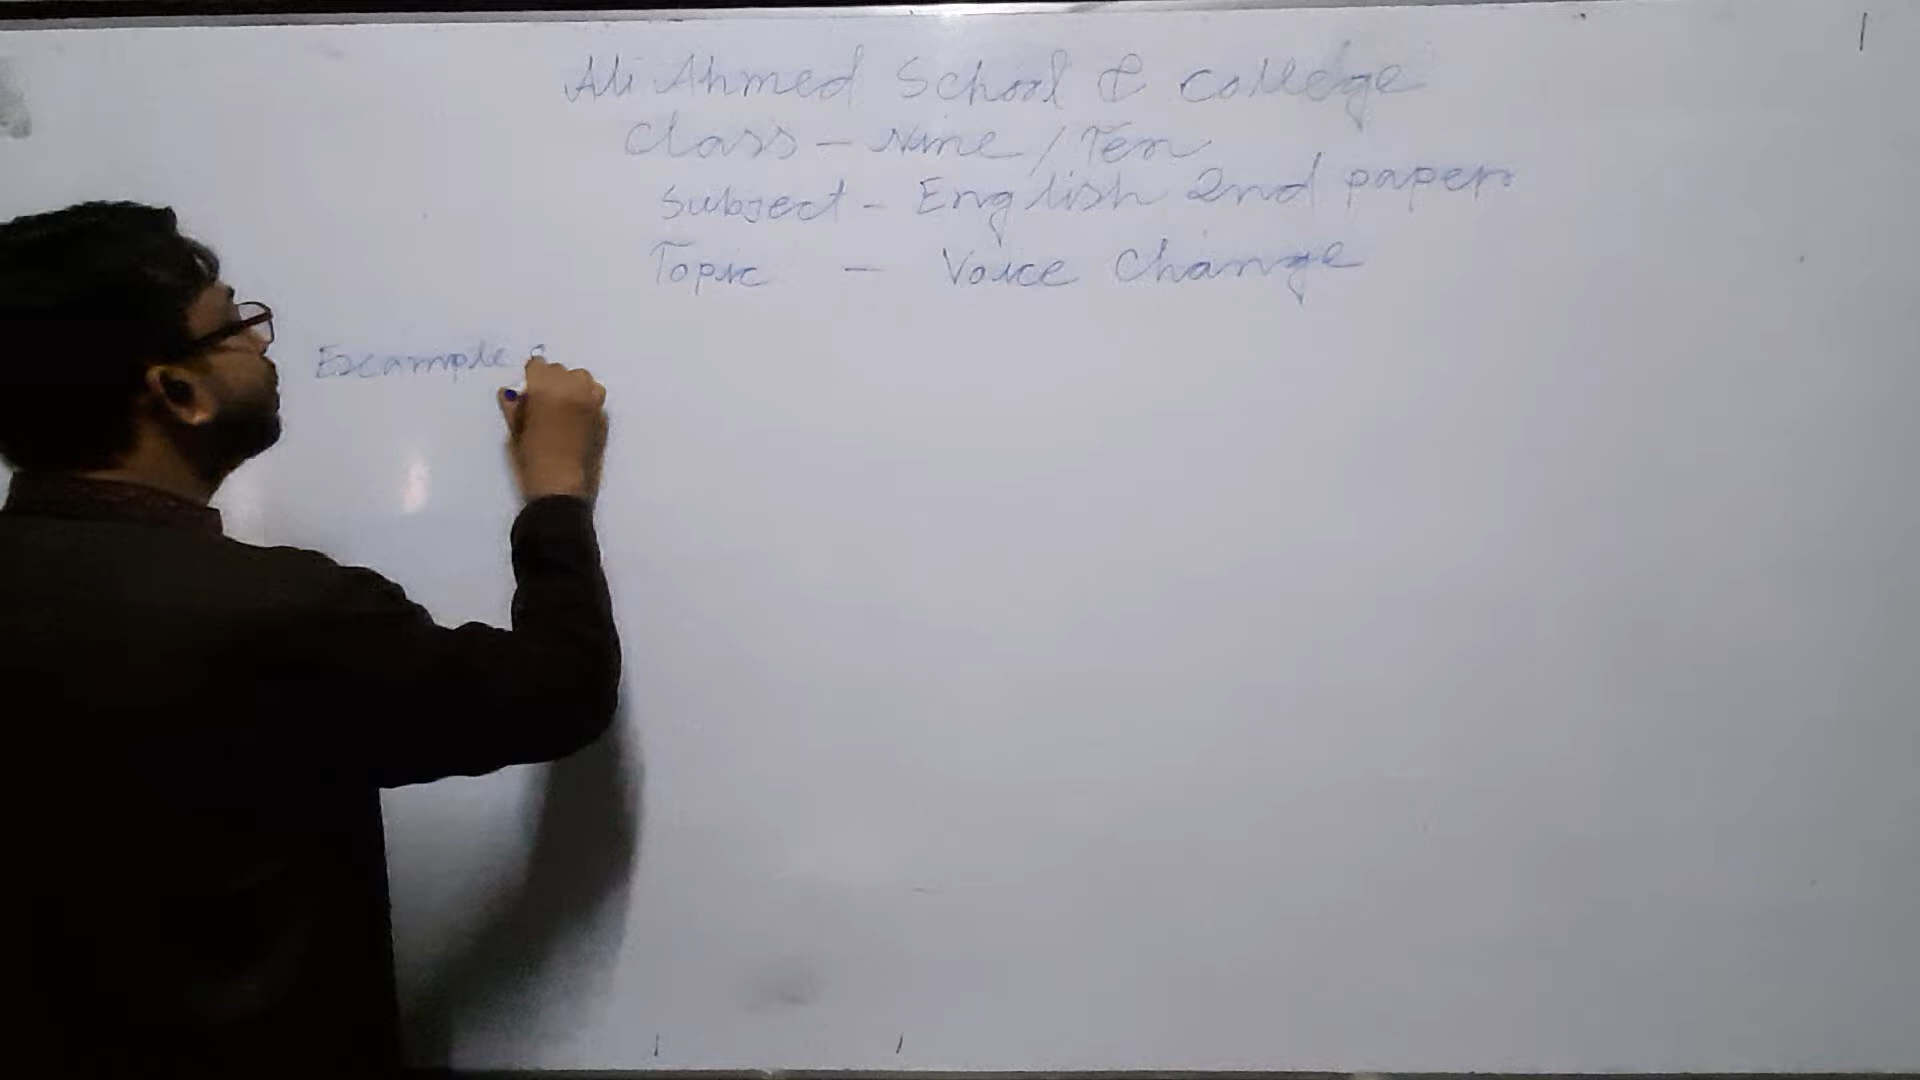 Ali Ahmed School & College
Class - Nine / Ten
Subject - English 2nd paper
Topic - Voice Change
Example